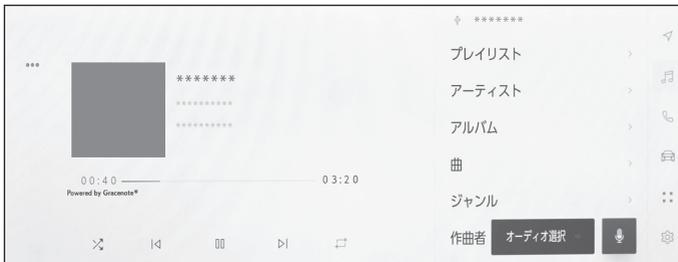 *******
プレイリスト
*******
アーティスト
**********
**********
アルバム
曲
00:40
03:20
Powered by Gracenote®
ジャンル
作曲者
オーディオ選択